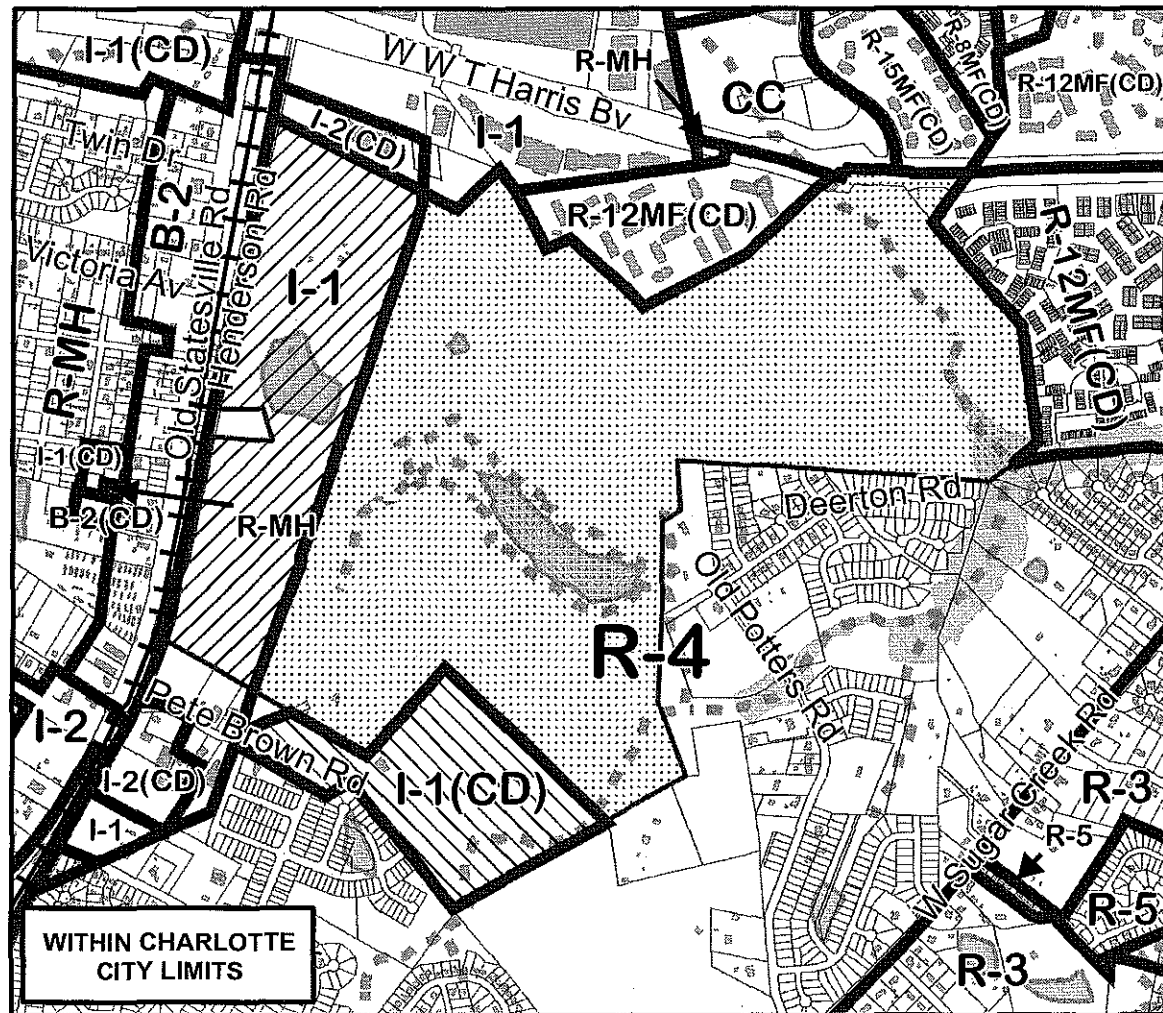 I-1(CD)
W W T Harris Bv
R-MH
CC
R-15MF(CD)
R-8MF(CD)
R-12MF(CD)
I-2(CD)
I-1
Twin Dr
B-2
Old Statesville Rd
Henderson Rd
R-12MF(CD)
R-12MF(CD)
Victoria Av
I-1
R-MH
I-1(CD)
B-2(CD)
R-MH
Deerton Rd
Old Potters Rd
R-4
Pete Brown Rd
I-2
I-2(CD)
I-1
I-1(CD)
W Sugar Creek Rd
R-3
R-5
R-5
R-3
WITHIN CHARLOTTE
CITY LIMITS